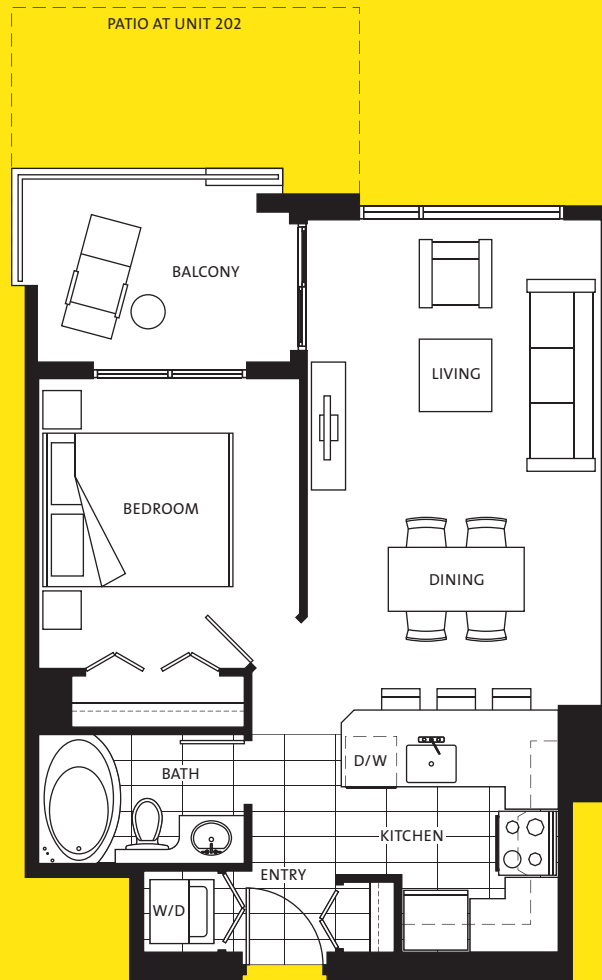 PATIO AT UNIT 202
BALCONY
LIVING
BEDROOM
DINING
D/W
BATH
KITCHEN
ENTRY
W/D